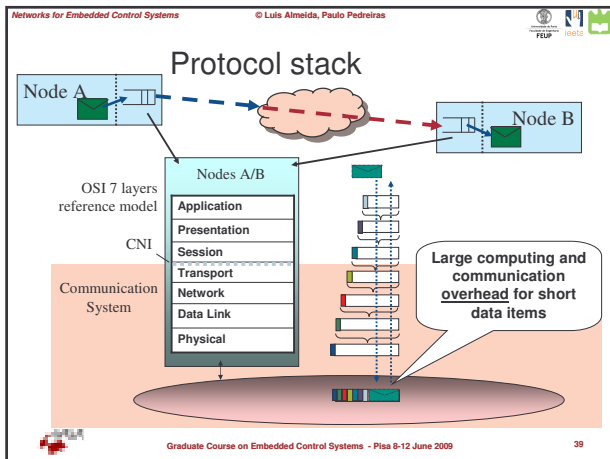 Networks for Embedded Control Systems
© Luis Almeida, Paulo Pedreiras
FEUP
ieeta
Protocol stack
Node A
Node B
Nodes A/B
OSI 7 layers
reference model
CNI
Communication
System
Application
Presentation
Session
Transport
Network
Data Link
Physical
Large computing and
communication
overhead for short
data items
Graduate Course on Embedded Control Systems - Pisa 8-12 June 2009
39